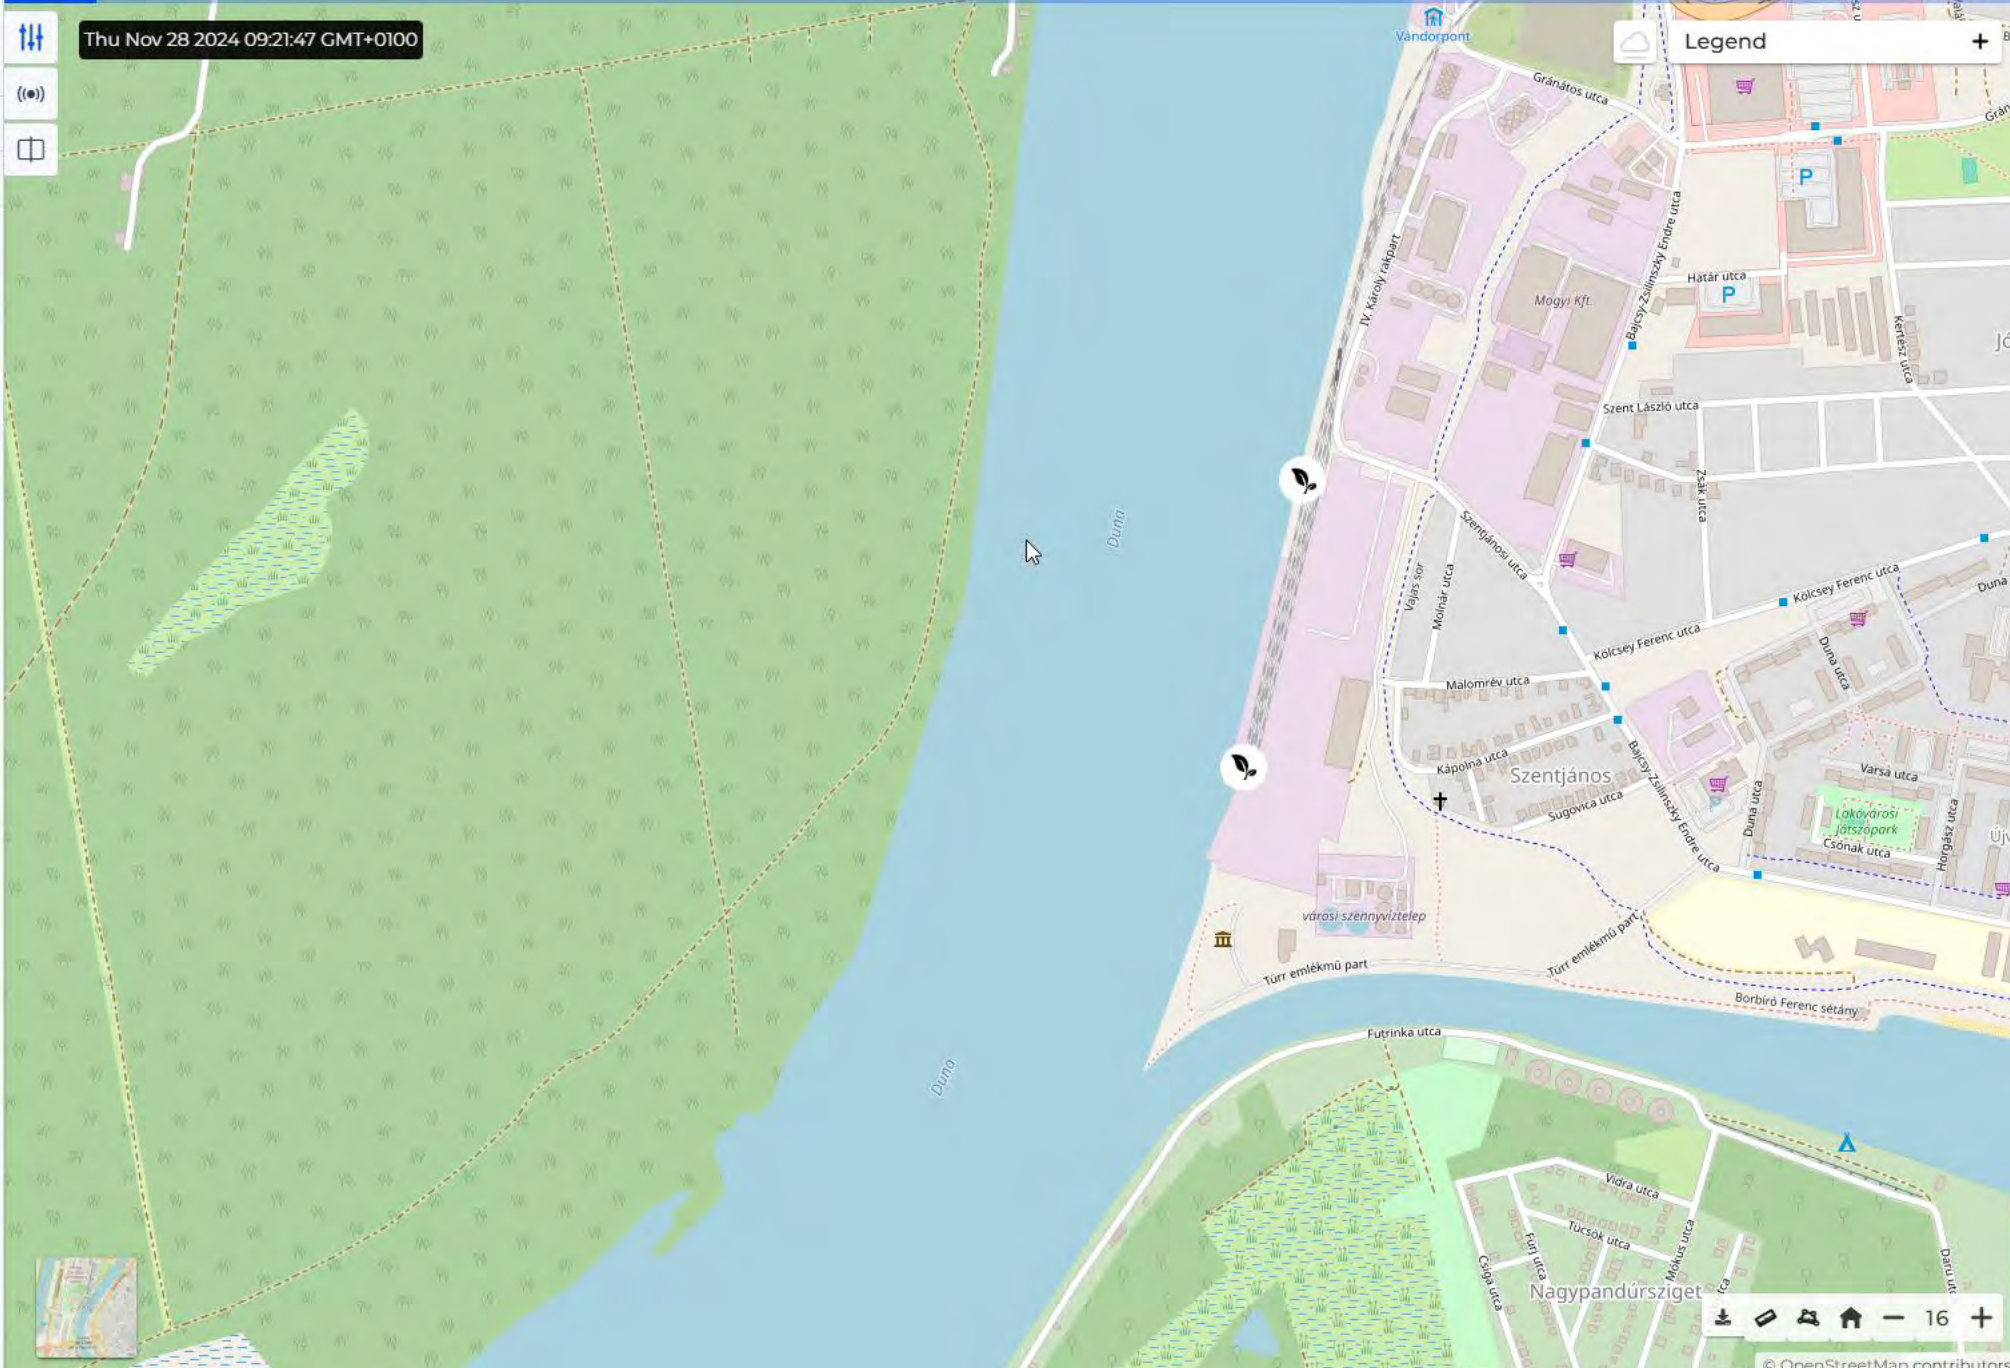 Thu Nov 28 2024 09:21:47 GMT+0100
Legend
Vándorpont
Gránátos utca
IV. Károly rakpart
Mogyi Kft.
Bajcsy-Zsilinszky Endre utca
P
Határ utca
P
Kertész utca
Szent László utca
Zsák utca
Duna
Szentjánosi utca
Vajas sor
Molnár utca
Kölcsey Ferenc utca
Duna
Kölcsey Ferenc utca
Duna utca
Malomrév utca
Kápolna utca
Szentjános
Sugovica utca
Bajcsy-Zsilinszky Endre utca
Varsa utca
Duna utca
Lakóvárosi
Játszópark
Csónak utca
Horgász utca
városi szennyvíztelep
Türr emlékmű part
Türr emlékmű part
Borbíró Ferenc sétány
Futrinka utca
Duna
Vidra utca
Tücsök utca
Fürj utca
Mókus utca
Csiga utca
Nagypandúrsziget
16
© OpenStreetMap